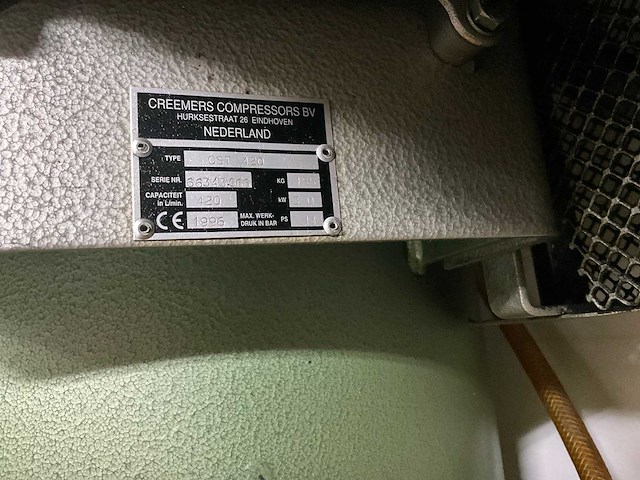 CREEMERS COMPRESSORS BV
HURKSESTRAAT 26 EINDHOVEN
NEDERLAND
TYPE 420
SERIE NR. KG
CAPACITEIT in L/min. 420 kW
CE 1996 MAX. WERK- DRUK IN BAR PS